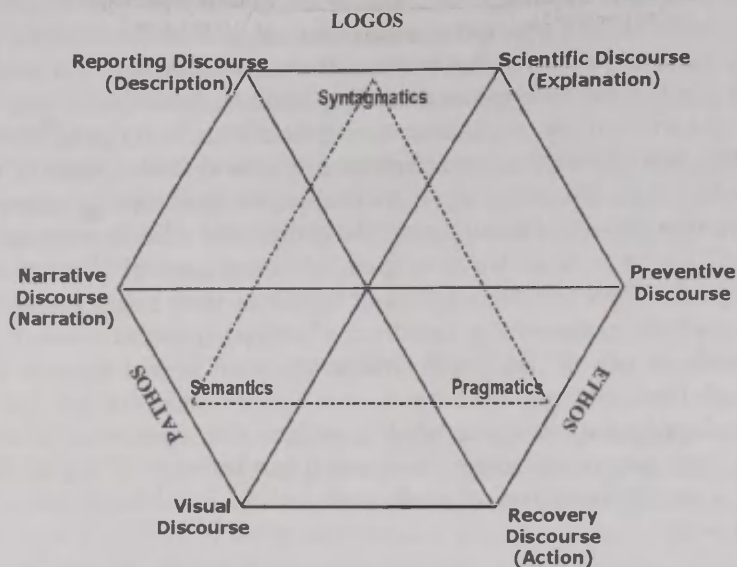 LOGOS
Reporting Discourse
(Description)
Scientific Discourse
(Explanation)
Syntagmatics
Narrative
Discourse
(Narration)
Preventive
Discourse
Semantics
Pragmatics
PATHOS
ETHOS
Visual
Discourse
Recovery
Discourse
(Action)